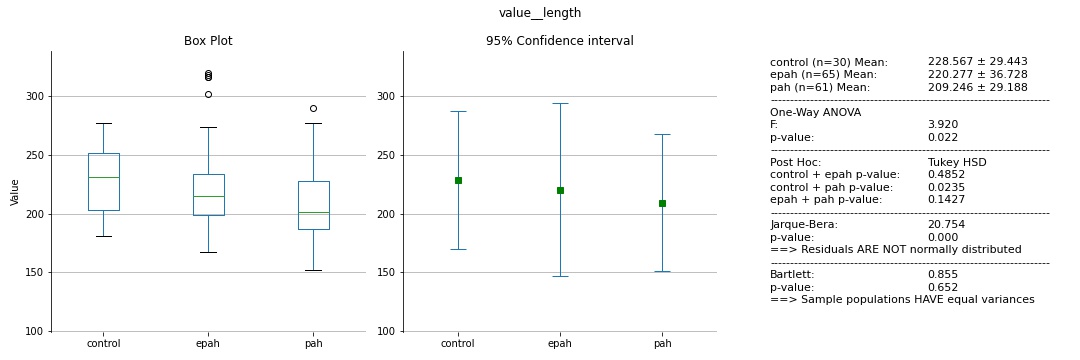 value__length
Box Plot
Value
300
250
200
150
100
control
epah
pah
95% Confidence interval
300
250
200
150
100
control
epah
pah
control (n=30) Mean: 228.567 ± 29.443
epah (n=65) Mean: 220.277 ± 36.728
pah (n=61) Mean: 209.246 ± 29.188
One-Way ANOVA
F: 3.920
p-value: 0.022
Post Hoc: Tukey HSD
control + epah p-value: 0.4852
control + pah p-value: 0.0235
epah + pah p-value: 0.1427
Jarque-Bera: 20.754
p-value: 0.000
==> Residuals ARE NOT normally distributed
Bartlett: 0.855
p-value: 0.652
==> Sample populations HAVE equal variances